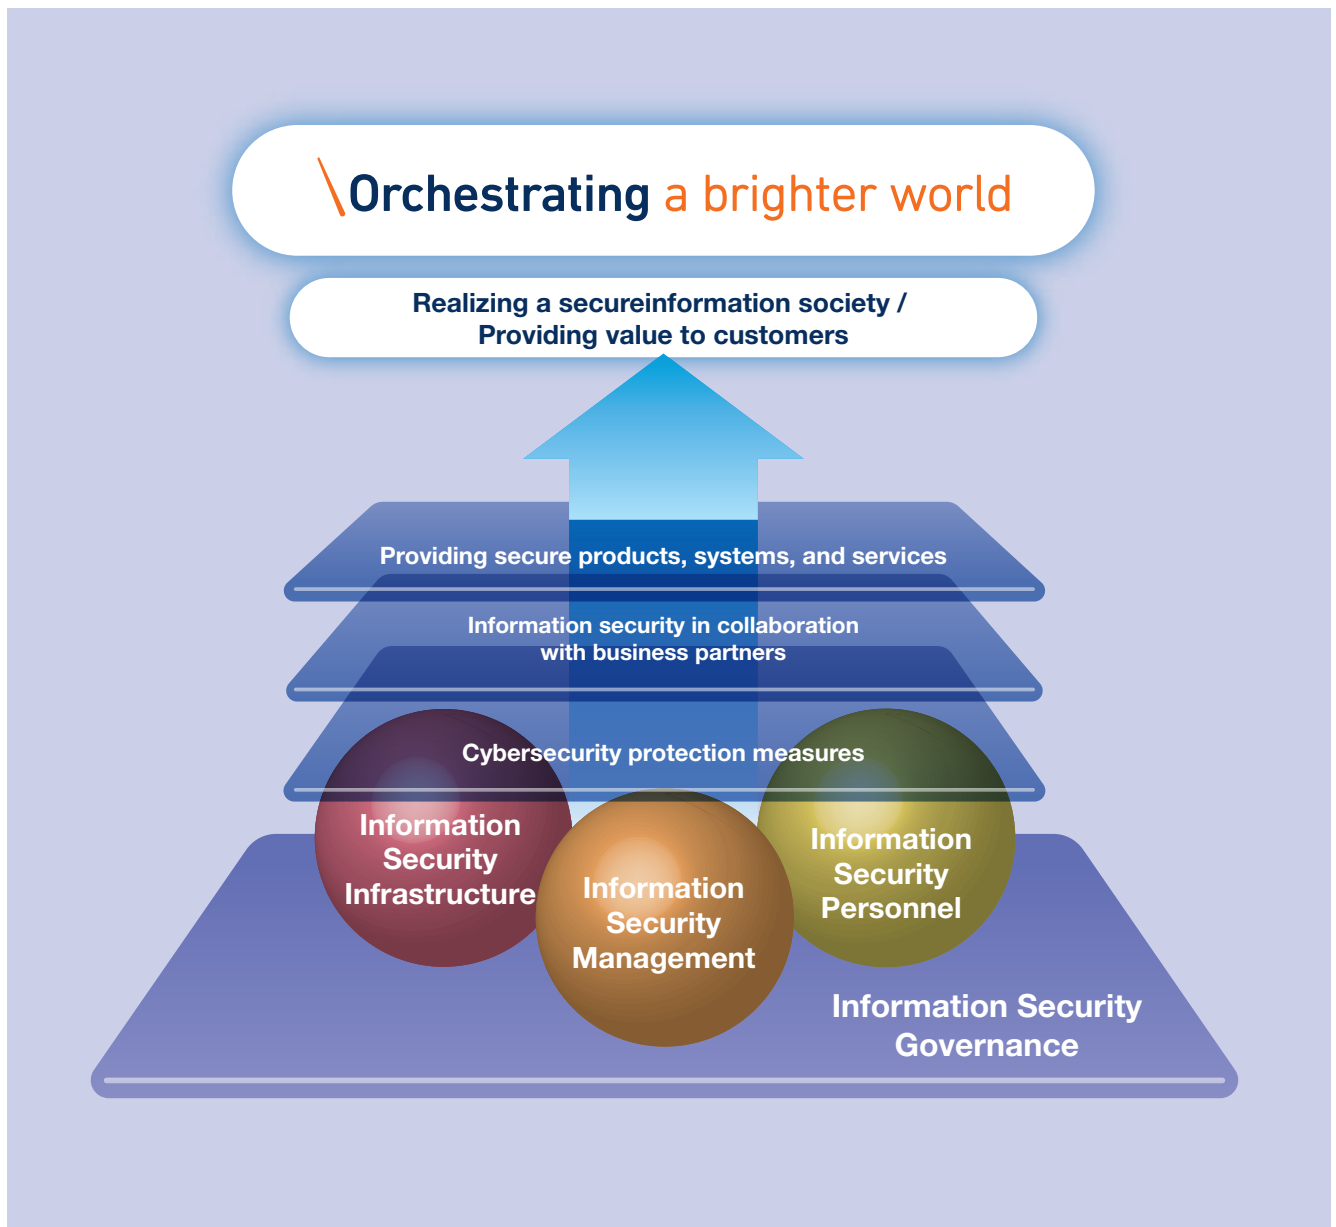 \Orchestrating a brighter world
Realizing a secureinformation society /
Providing value to customers
Providing secure products, systems, and services
Information security in collaboration
with business partners
Cybersecurity protection measures
Information
Security
Infrastructure
Information
Security
Management
Information
Security
Personnel
Information Security
Governance